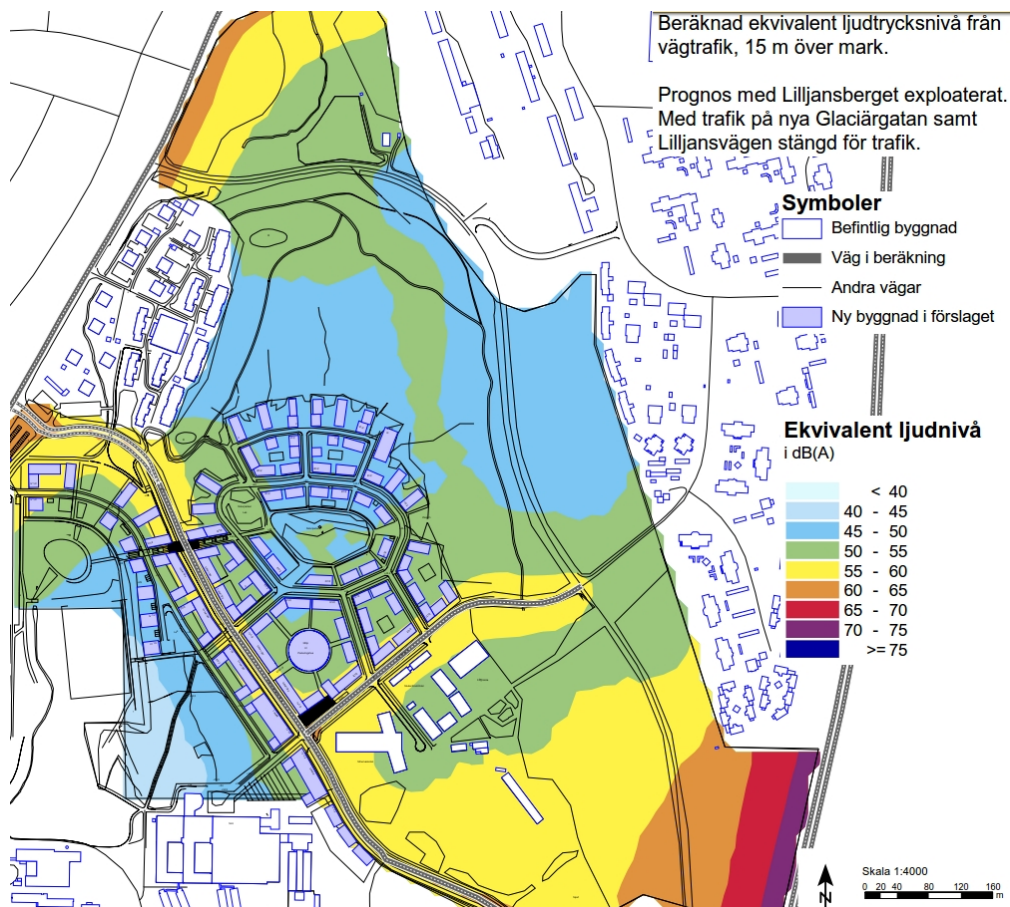 Beräknad ekvivalent ljudtrycksnivå från
vägtrafik, 15 m över mark.
Prognos med Lilljansberget exploaterat.
Med trafik på nya Glaciärgatan samt
Lilljansvägen stängd för trafik.
Symboler
Befintlig byggnad
Väg i beräkning
Andra vägar
Ny byggnad i förslaget
Ekvivalent ljudnivå
i dB(A)
< 40
40 - 45
45 - 50
50 - 55
55 - 60
60 - 65
65 - 70
70 - 75
>= 75
N
Skala 1:4000
0 20 40 80 120 160
m